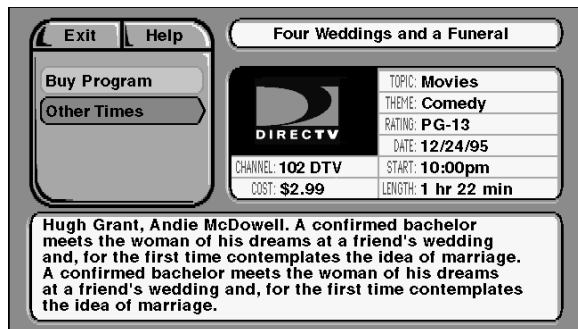 Exit Help
Four Weddings and a Funeral
Buy Program
Other Times
DIRECTV
TOPIC: Movies
THEME: Comedy
RATING: PG-13
DATE: 12/24/95
CHANNEL: 102 DTV
START: 10:00pm
COST: $2.99
LENGTH: 1 hr 22 min
Hugh Grant, Andie McDowell. A confirmed bachelor
meets the woman of his dreams at a friend's wedding
and, for the first time contemplates the idea of marriage.
A confirmed bachelor meets the woman of his dreams
at a friend's wedding and, for the first time contemplates
the idea of marriage.